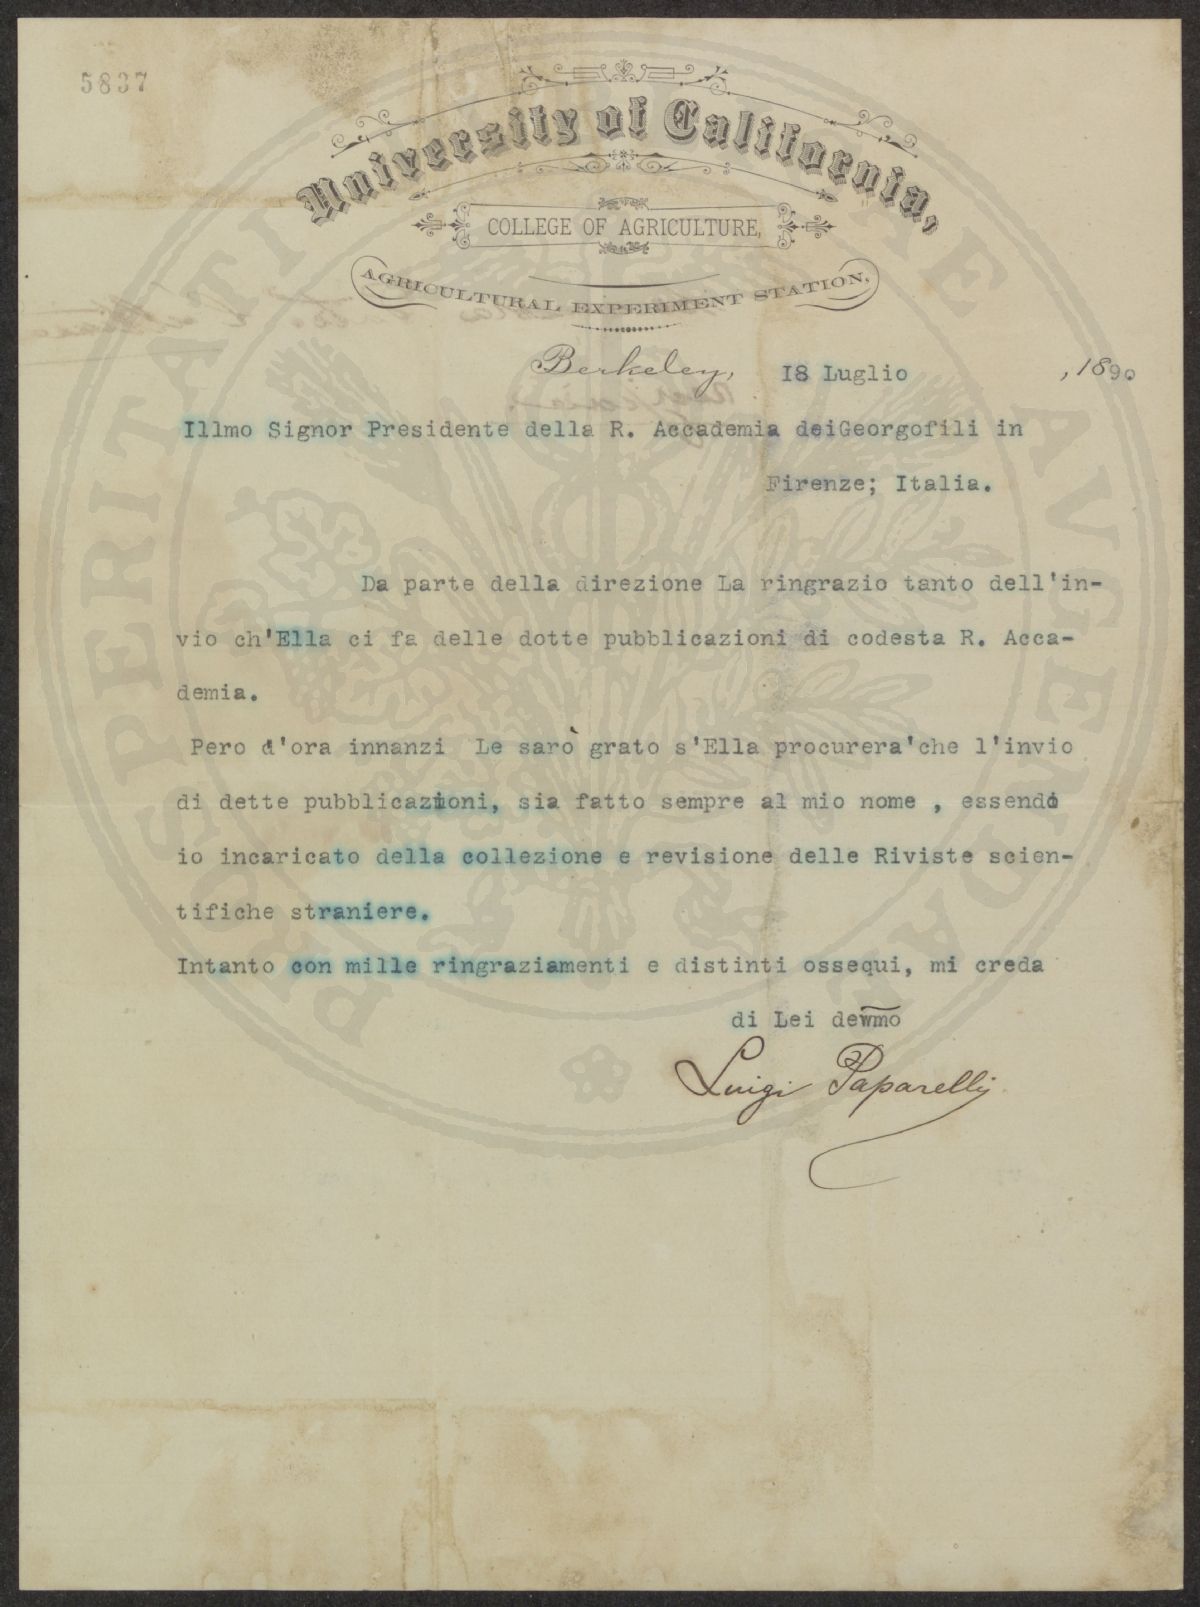 5837
University of California,
COLLEGE OF AGRICULTURE,
AGRICULTURAL EXPERIMENT STATION.
Berkeley, 18 Luglio , 1890
Illmo Signor Presidente della R. Accademia deiGeorgofili in
Firenze; Italia.
Da parte della direzione La ringrazio tanto dell'in-
vio ch'Ella ci fa delle dotte pubblicazioni di codesta R. Acca-
demia.
Pero d'ora innanzi Le sarò grato s'Ella procurera'che l'invio
di dette pubblicazioni, sia fatto sempre al mio nome , essendo
io incaricato della collezione e revisione delle Riviste scien-
tifiche straniere.
Intanto con mille ringraziamenti e distinti ossequi, mi creda
di Lei devmo
Luigi Paparelli
PROSPERITATI PUBLICAE AVGENDAE